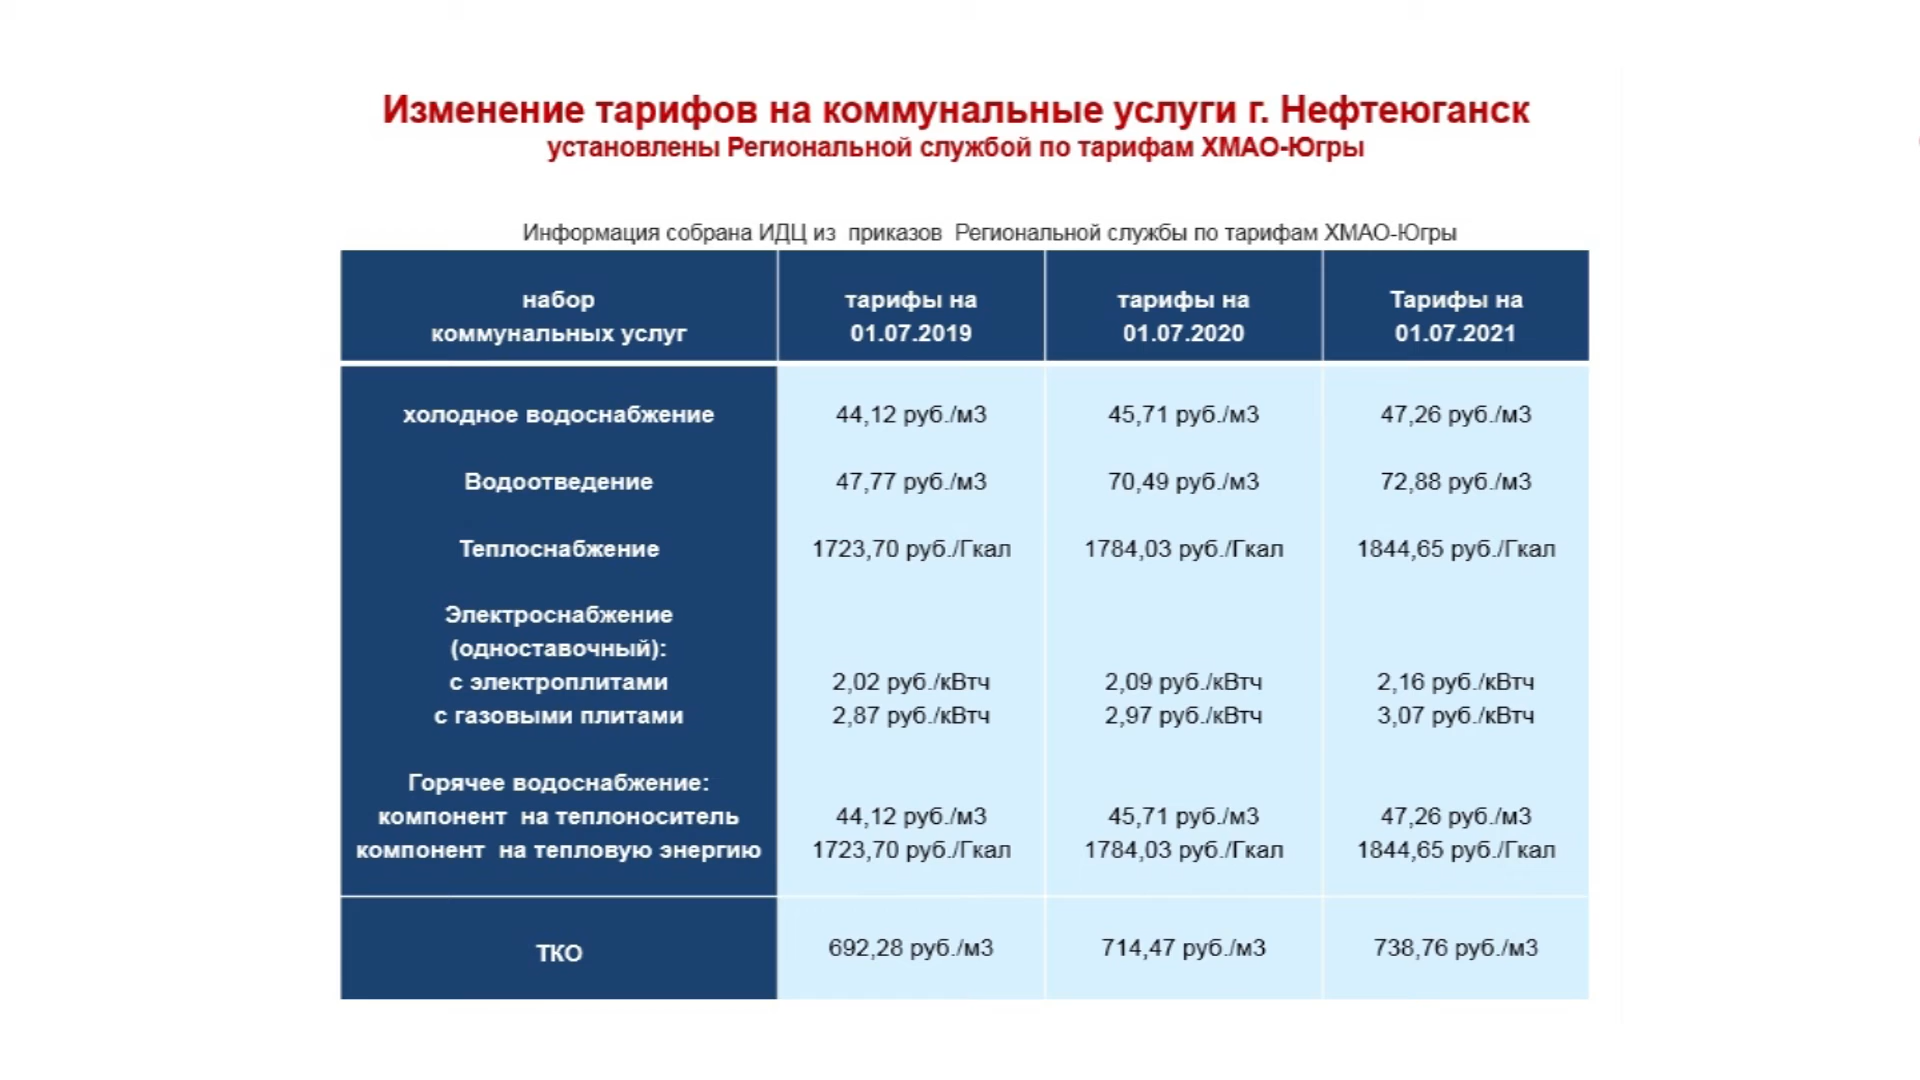 Изменение тарифов на коммунальные услуги г. Нефтеюганск
установлены Региональной службой по тарифам ХМАО-Югры
Информация собрана ИДЦ из приказов Региональной службы по тарифам ХМАО-Югры
набор коммунальных услуг тарифы на 01.07.2019 тарифы на 01.07.2020 Тарифы на 01.07.2021
холодное водоснабжение 44,12 руб./м3 45,71 руб./м3 47,26 руб./м3
Водоотведение 47,77 руб./м3 70,49 руб./м3 72,88 руб./м3
Теплоснабжение 1723,70 руб./Гкал 1784,03 руб./Гкал 1844,65 руб./Гкал
Электроснабжение
(одноставочный):
с электроплитами 2,02 руб./кВтч 2,09 руб./кВтч 2,16 руб./кВтч
с газовыми плитами 2,87 руб./кВтч 2,97 руб./кВтч 3,07 руб./кВтч
Горячее водоснабжение:
компонент на теплоноситель 44,12 руб./м3 45,71 руб./м3 47,26 руб./м3
компонент на тепловую энергию 1723,70 руб./Гкал 1784,03 руб./Гкал 1844,65 руб./Гкал
ТКО 692,28 руб./м3 714,47 руб./м3 738,76 руб./м3